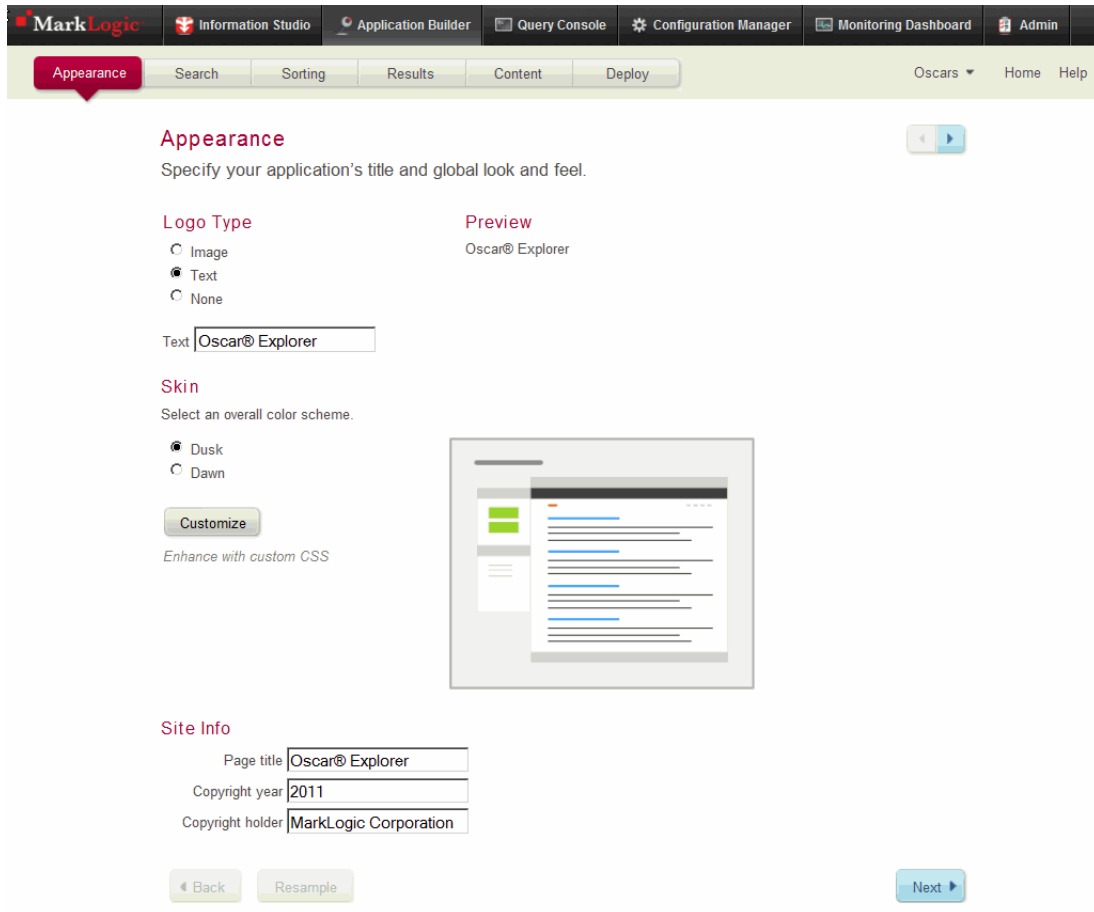 MarkLogic Information Studio Application Builder Query Console Configuration Manager Monitoring Dashboard Admin
Appearance Search Sorting Results Content Deploy Oscars Home Help
Appearance
Specify your application's title and global look and feel.
Logo Type
Image
Text
None
Text Oscar® Explorer
Preview
Oscar® Explorer
Skin
Select an overall color scheme.
Dusk
Dawn
Customize
Enhance with custom CSS
Site Info
Page title Oscar® Explorer
Copyright year 2011
Copyright holder MarkLogic Corporation
Back Resample Next